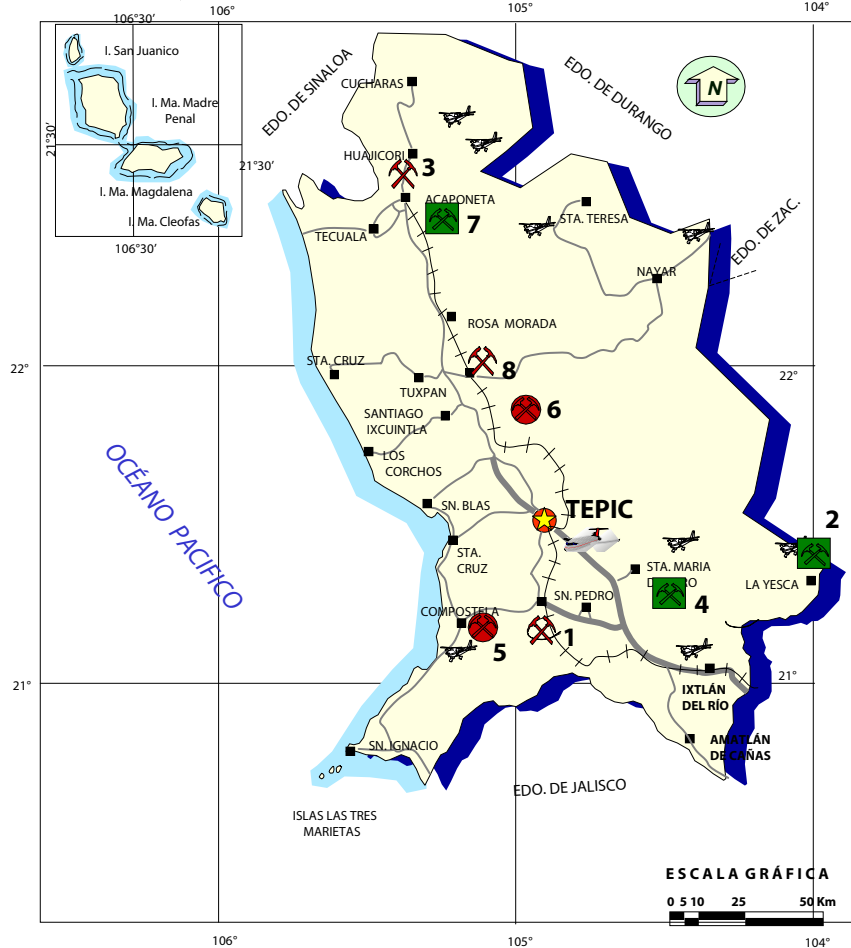 106°
105°
104°
106°30'
I. San Juanico
I. Ma. Madre
Penal
21°30'
21°30'
I. Ma. Magdalena
I. Ma. Cleofas
106°30'
EDO. DE SINALOA
EDO. DE DURANGO
N
CUCHARAS
HUAJICORI
3
ACAPONETA
7
TECUALA
STA. TERESA
EDO. DE ZAC.
NAYAR
ROSA MORADA
22°
22°
STA. CRUZ
8
TUXPAN
6
SANTIAGO
IXCUINTLA
LOS
CORCHOS
OCÉANO PACIFICO
SN. BLAS
TEPIC
2
STA.
CRUZ
STA. MARIA
LA YESCA
SN. PEDRO
4
COMPOSTELA
5
1
21°
21°
IXTLÁN
DEL RÍO
SN. IGNACIO
AMATLÁN
DE CAÑAS
EDO. DE JALISCO
ISLAS LAS TRES
MARIETAS
ESCALA GRÁFICA
0 5 10 25 50 Km
106°
105°
104°